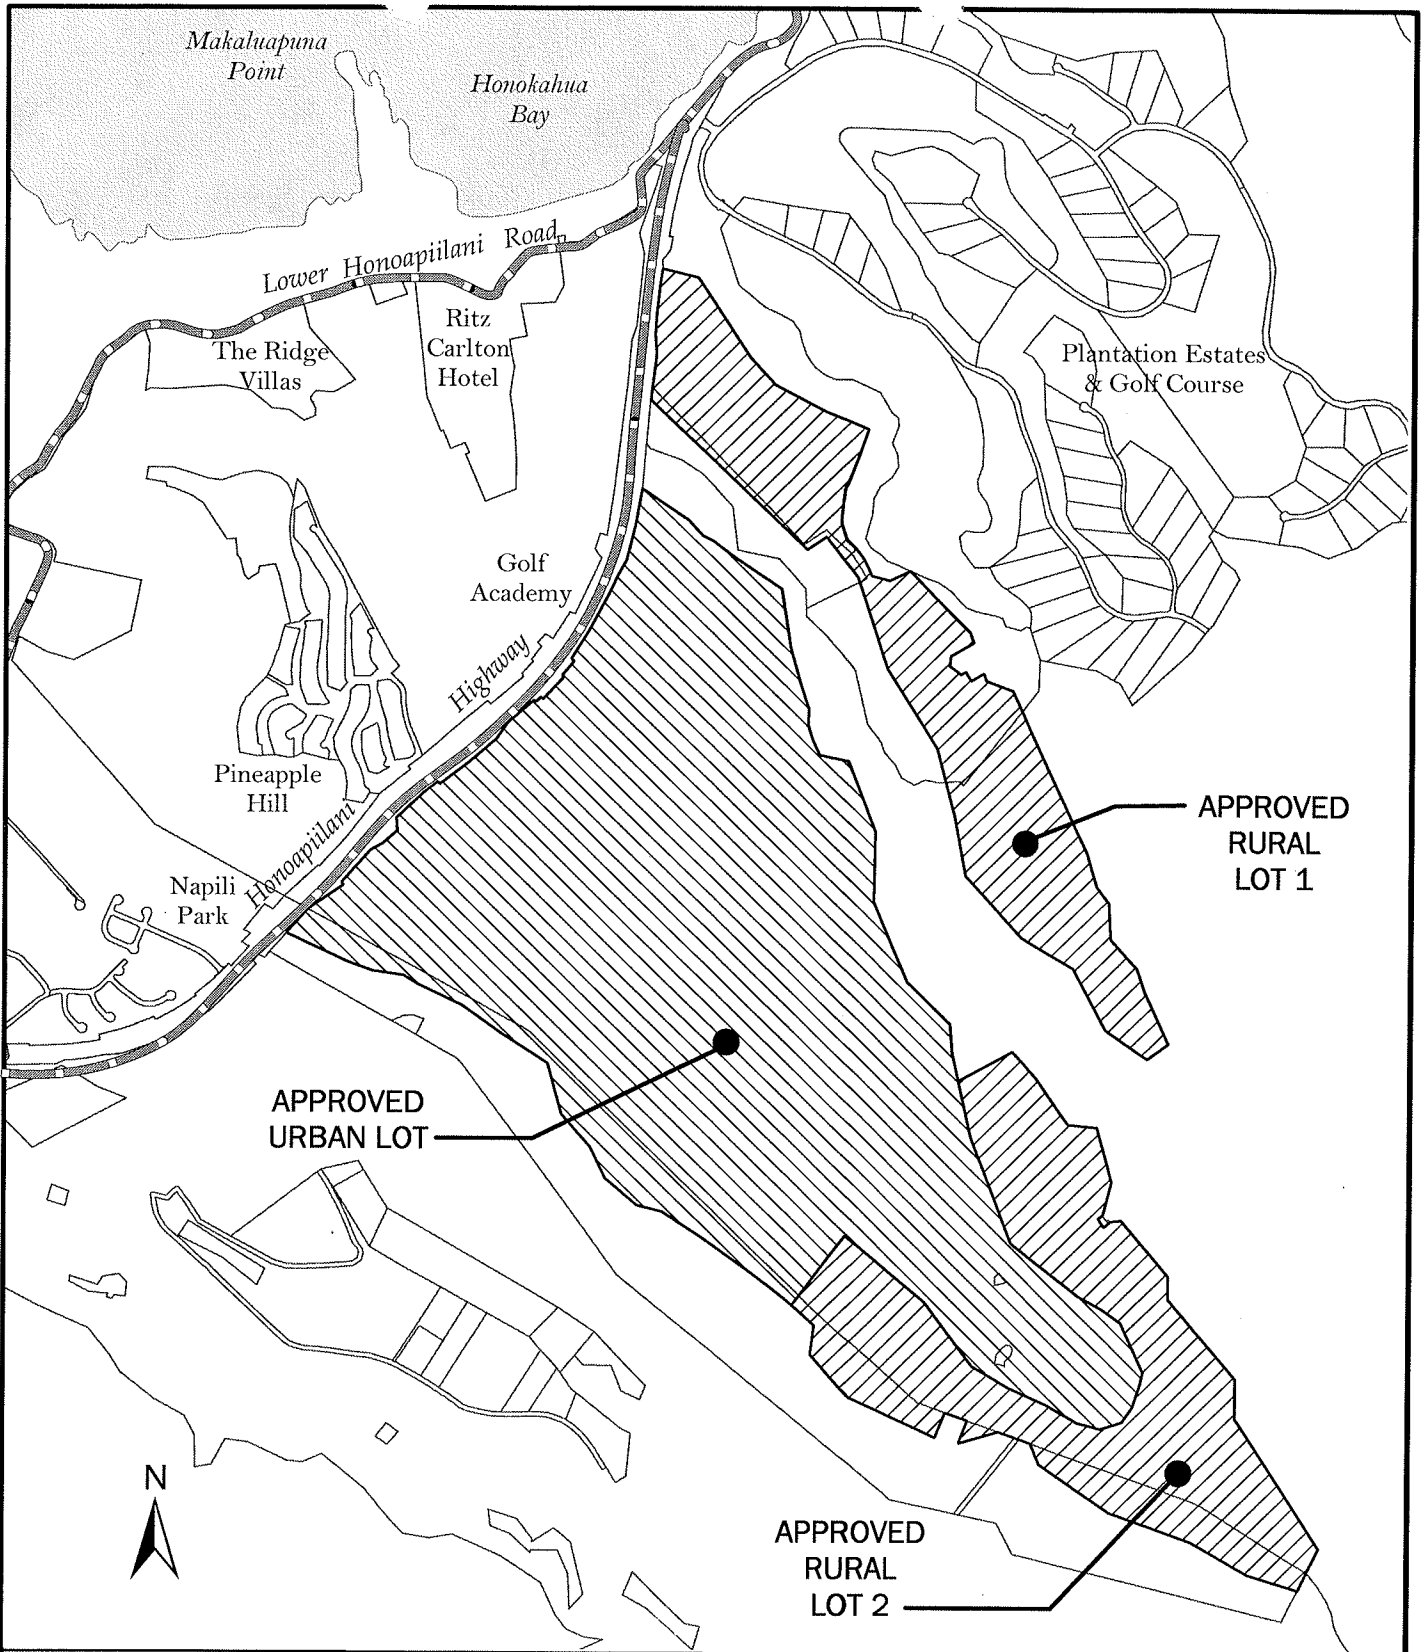 Makaluapuna
Point
Honokahua
Bay
Lower Honoapiilani Road
The Ridge
Villas
Ritz
Carlton
Hotel
Plantation Estates
& Golf Course
Golf
Academy
Honoapiilani Highway
Pineapple
Hill
Napili
Park
APPROVED
RURAL
LOT 1
APPROVED
URBAN LOT
APPROVED
RURAL
LOT 2
N